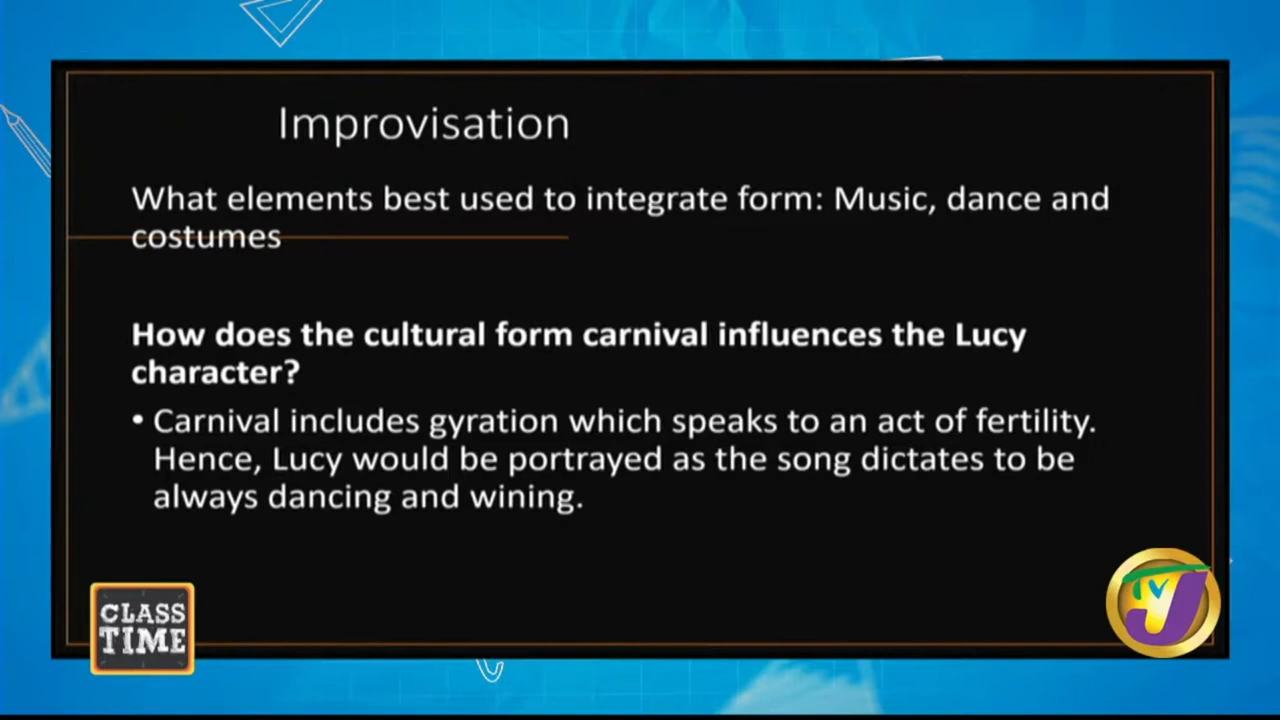 Improvisation
What elements best used to integrate form: Music, dance and
costumes
How does the cultural form carnival influences the Lucy
character?
• Carnival includes gyration which speaks to an act of fertility.
Hence, Lucy would be portrayed as the song dictates to be
always dancing and wining.
CLASS
TIME
TVJ